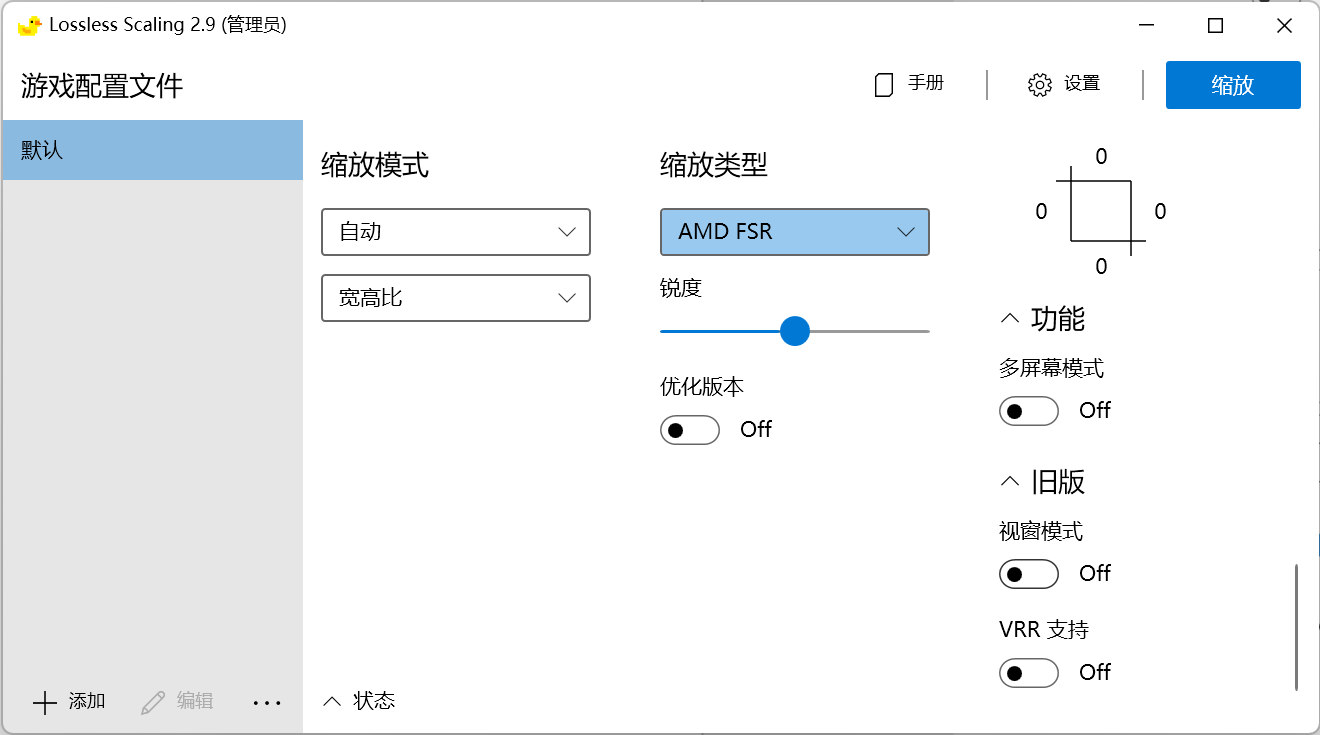 Lossless Scaling 2.9 (管理员)
游戏配置文件
手册
设置
缩放
默认
缩放模式
自动
宽高比
缩放类型
AMD FSR
锐度
优化版本
Off
0
0
0
0
功能
多屏幕模式
Off
旧版
视窗模式
Off
VRR 支持
Off
添加
编辑
状态